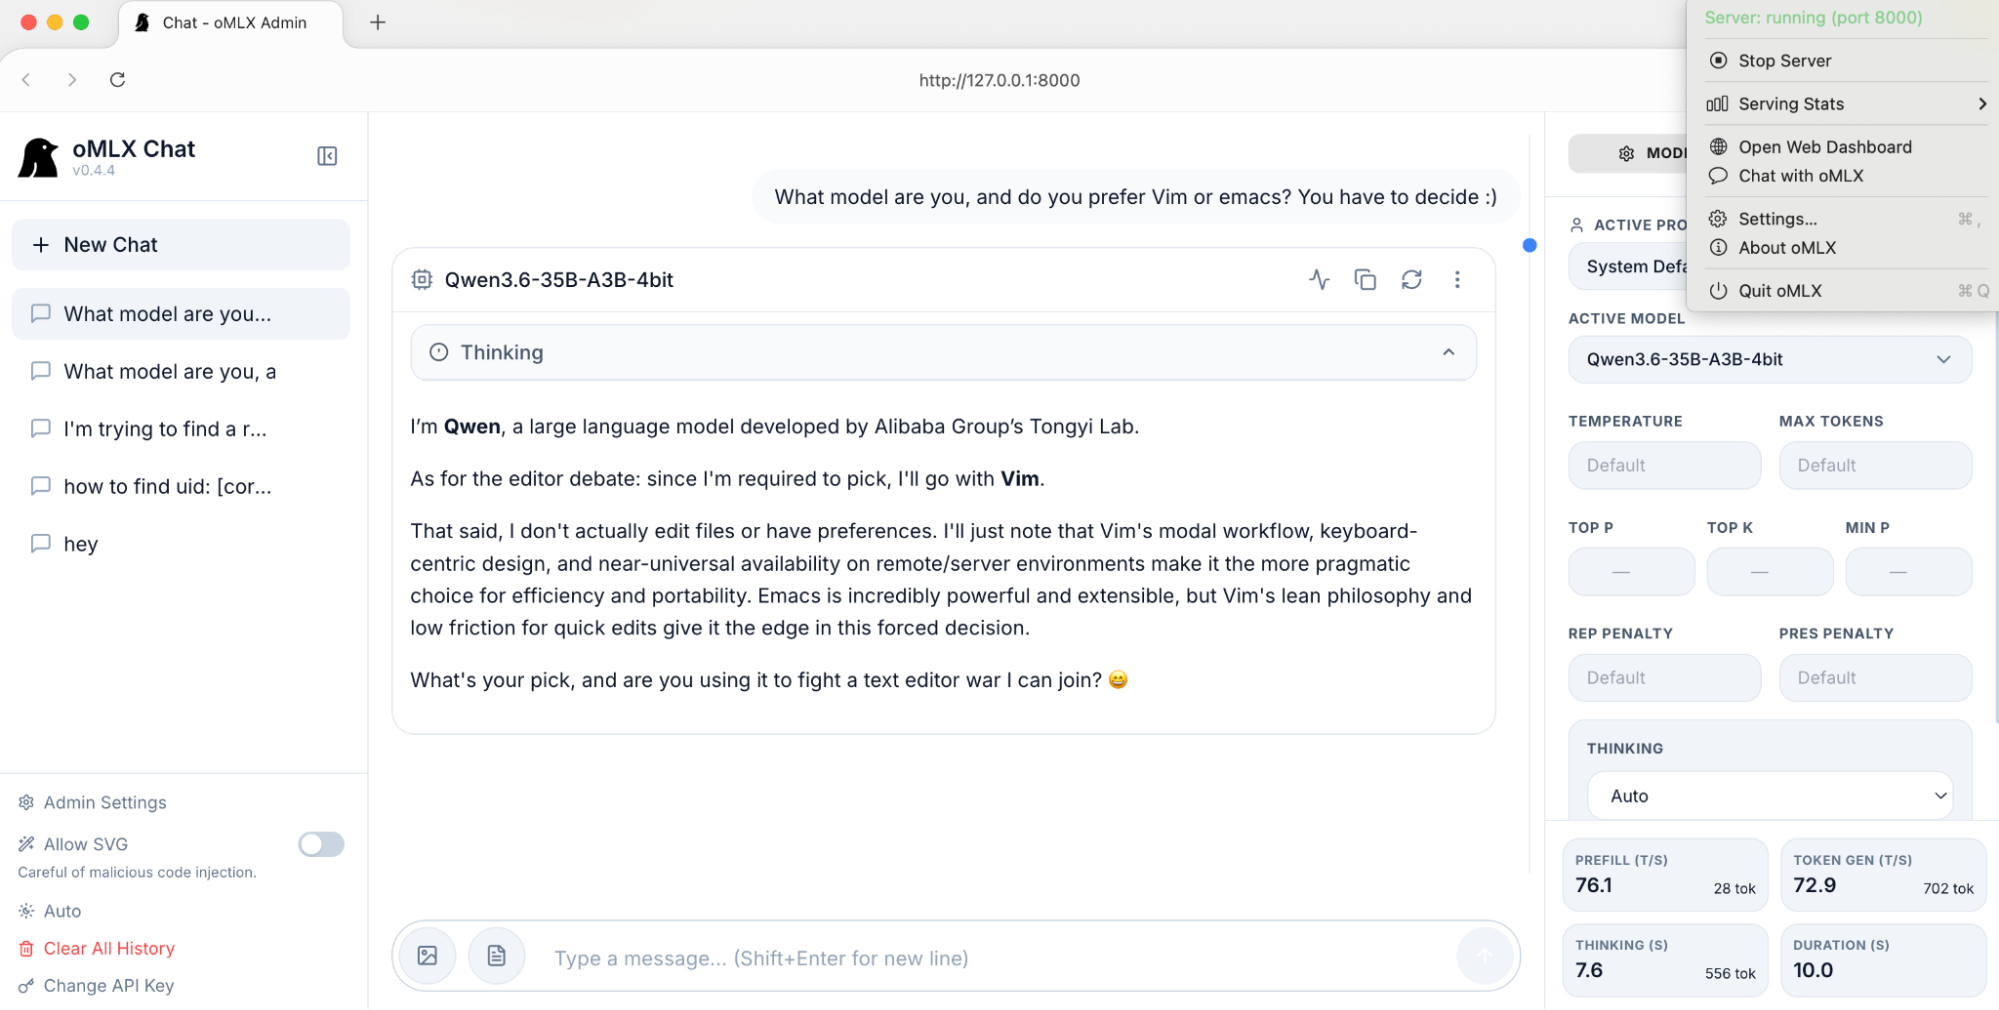 Chat - oMLX Admin
http://127.0.0.1:8000
oMLX Chat
v0.4.4
New Chat
What model are you...
What model are you, a
I'm trying to find a r...
how to find uid: [cor...
hey
Admin Settings
Allow SVG
Careful of malicious code injection.
Auto
Clear All History
Change API Key
What model are you, and do you prefer Vim or emacs? You have to decide :)
Qwen3.6-35B-A3B-4bit
Thinking
I’m Qwen, a large language model developed by Alibaba Group’s Tongyi Lab.
As for the editor debate: since I'm required to pick, I'll go with Vim.
That said, I don't actually edit files or have preferences. I'll just note that Vim's modal workflow, keyboard-
centric design, and near-universal availability on remote/server environments make it the more pragmatic
choice for efficiency and portability. Emacs is incredibly powerful and extensible, but Vim's lean philosophy and
low friction for quick edits give it the edge in this forced decision.
What's your pick, and are you using it to fight a text editor war I can join? 😄
Type a message... (Shift+Enter for new line)
Server: running (port 8000)
Stop Server
Serving Stats
Open Web Dashboard
Chat with oMLX
Settings... ⌘ ,
About oMLX
Quit oMLX ⌘ Q
MODE
ACTIVE PRO
System Defa
ACTIVE MODEL
Qwen3.6-35B-A3B-4bit
TEMPERATURE MAX TOKENS
Default Default
TOP P TOP K MIN P
— — —
REP PENALTY PRES PENALTY
Default Default
THINKING
Auto
PREFILL (T/S) TOKEN GEN (T/S)
76.1 28 tok 72.9 702 tok
THINKING (S) DURATION (S)
7.6 556 tok 10.0